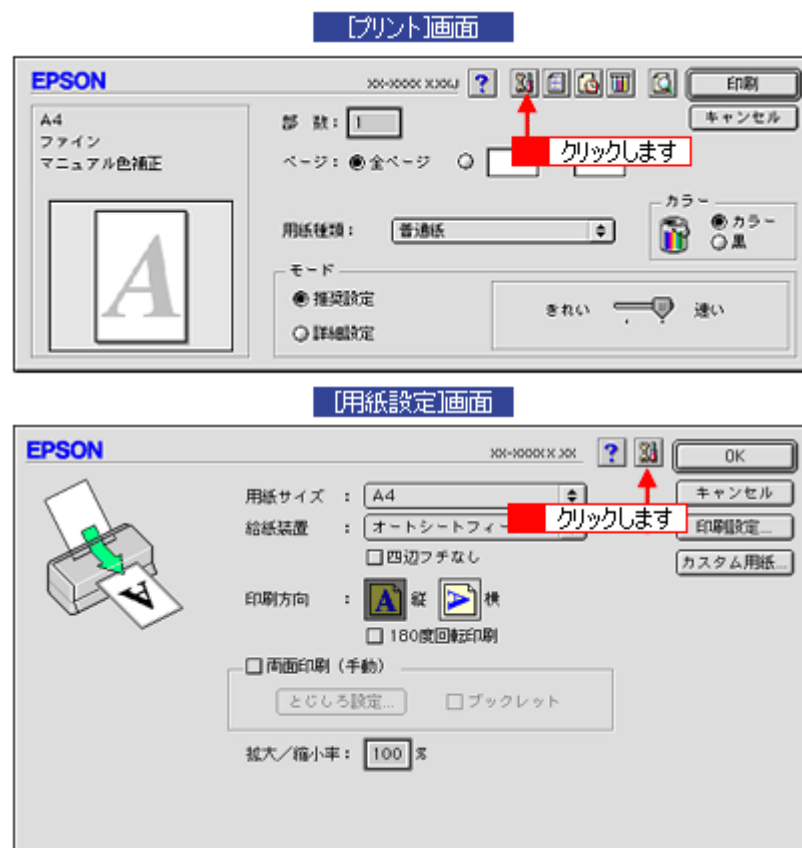 [プリント]画面
EPSON
XX-XXXX X.XXJ
?
印刷
A4
ファイン
マニュアル色補正
キャンセル
部 数: 1
クリックします
ページ: 全ページ
カラー
用紙種類: 普通紙
カラー
黒
モード
推奨設定
詳細設定
きれい 速い
A
[用紙設定]画面
EPSON
XX-XXXX X.XX
?
OK
用紙サイズ : A4
キャンセル
給紙装置 : オートシートフィー
クリックします
印刷設定...
四辺フチなし
カスタム用紙...
印刷方向 : A 縦 A 横
180度回転印刷
両面印刷(手動)
とじしろ設定... ブックレット
拡大/縮小率: 100 %
A